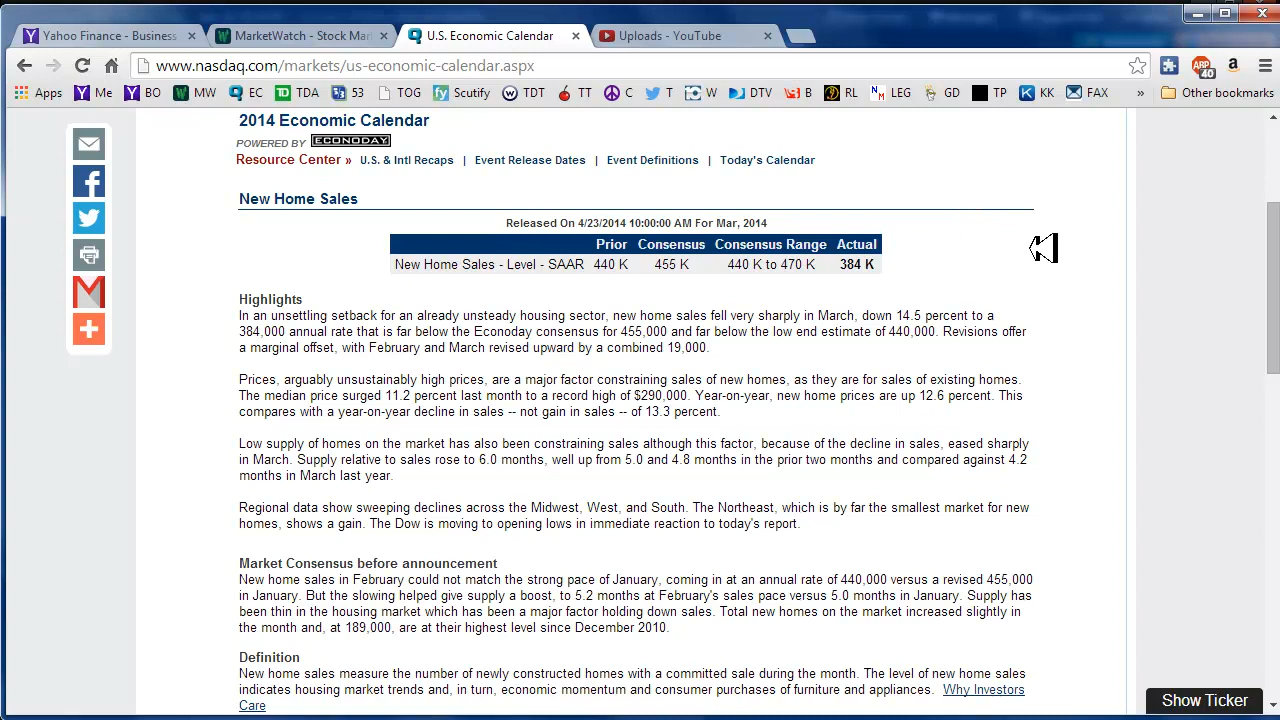 Yahoo Finance - Business
MarketWatch - Stock Mar
U.S. Economic Calendar
Uploads - YouTube
www.nasdaq.com/markets/us-economic-calendar.aspx
ABP 40
Apps Me BO MW EC TDA 53 TOG Scutify TDT TT C T W DTV B RL LEG GD TP KK FAX » Other bookmarks
2014 Economic Calendar
POWERED BY ECONODAY
Resource Center » U.S. & Intl Recaps | Event Release Dates | Event Definitions | Today's Calendar
New Home Sales
Released On 4/23/2014 10:00:00 AM For Mar, 2014
Prior Consensus Consensus Range Actual
New Home Sales - Level - SAAR 440 K 455 K 440 K to 470 K 384 K
Highlights
In an unsettling setback for an already unsteady housing sector, new home sales fell very sharply in March, down 14.5 percent to a
384,000 annual rate that is far below the Econoday consensus for 455,000 and far below the low end estimate of 440,000. Revisions offer
a marginal offset, with February and March revised upward by a combined 19,000.
Prices, arguably unsustainably high prices, are a major factor constraining sales of new homes, as they are for sales of existing homes.
The median price surged 11.2 percent last month to a record high of $290,000. Year-on-year, new home prices are up 12.6 percent. This
compares with a year-on-year decline in sales -- not gain in sales -- of 13.3 percent.
Low supply of homes on the market has also been constraining sales although this factor, because of the decline in sales, eased sharply
in March. Supply relative to sales rose to 6.0 months, well up from 5.0 and 4.8 months in the prior two months and compared against 4.2
months in March last year.
Regional data show sweeping declines across the Midwest, West, and South. The Northeast, which is by far the smallest market for new
homes, shows a gain. The Dow is moving to opening lows in immediate reaction to today's report.
Market Consensus before announcement
New home sales in February could not match the strong pace of January, coming in at an annual rate of 440,000 versus a revised 455,000
in January. But the slowing helped give supply a boost, to 5.2 months at February's sales pace versus 5.0 months in January. Supply has
been thin in the housing market which has been a major factor holding down sales. Total new homes on the market increased slightly in
the month and, at 189,000, are at their highest level since December 2010.
Definition
New home sales measure the number of newly constructed homes with a committed sale during the month. The level of new home sales
indicates housing market trends and, in turn, economic momentum and consumer purchases of furniture and appliances. Why Investors
Care
Show Ticker